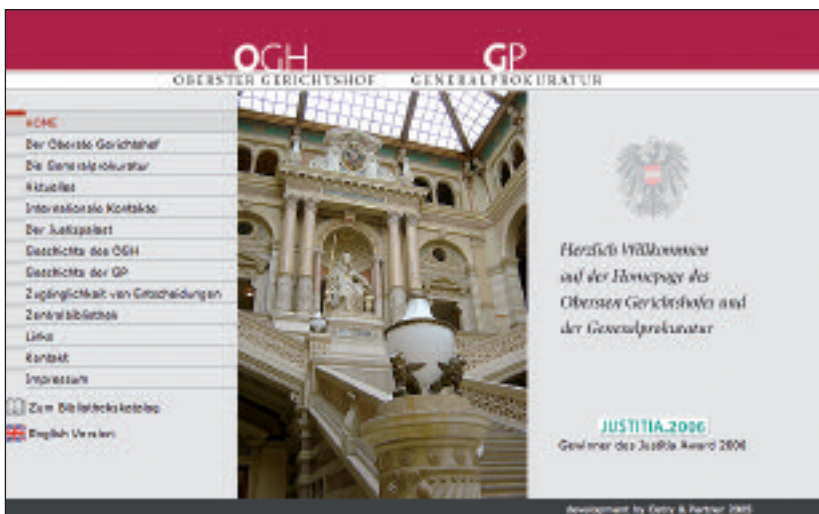 OGH GP
OBERSTER GERICHTSHOF GENERALPROKURATUR
HOME
Der Oberste Gerichtshof
Die Generalprokuratur
Aktuelles
Internationale Kontakte
Der Justizpalast
Geschichte des OGH
Geschichte der GP
Zugänglichkeit von Entscheidungen
Zentralbibliothek
Links
Kontakt
Impressum
Zum Bibliothekskatalog
English Version
Herzlich Willkommen
auf der Homepage des
Obersten Gerichtshofes und
der Generalprokuratur
JUSTITIA.2006
Gewinner des Justitia Award 2006
development by & Partner 2005